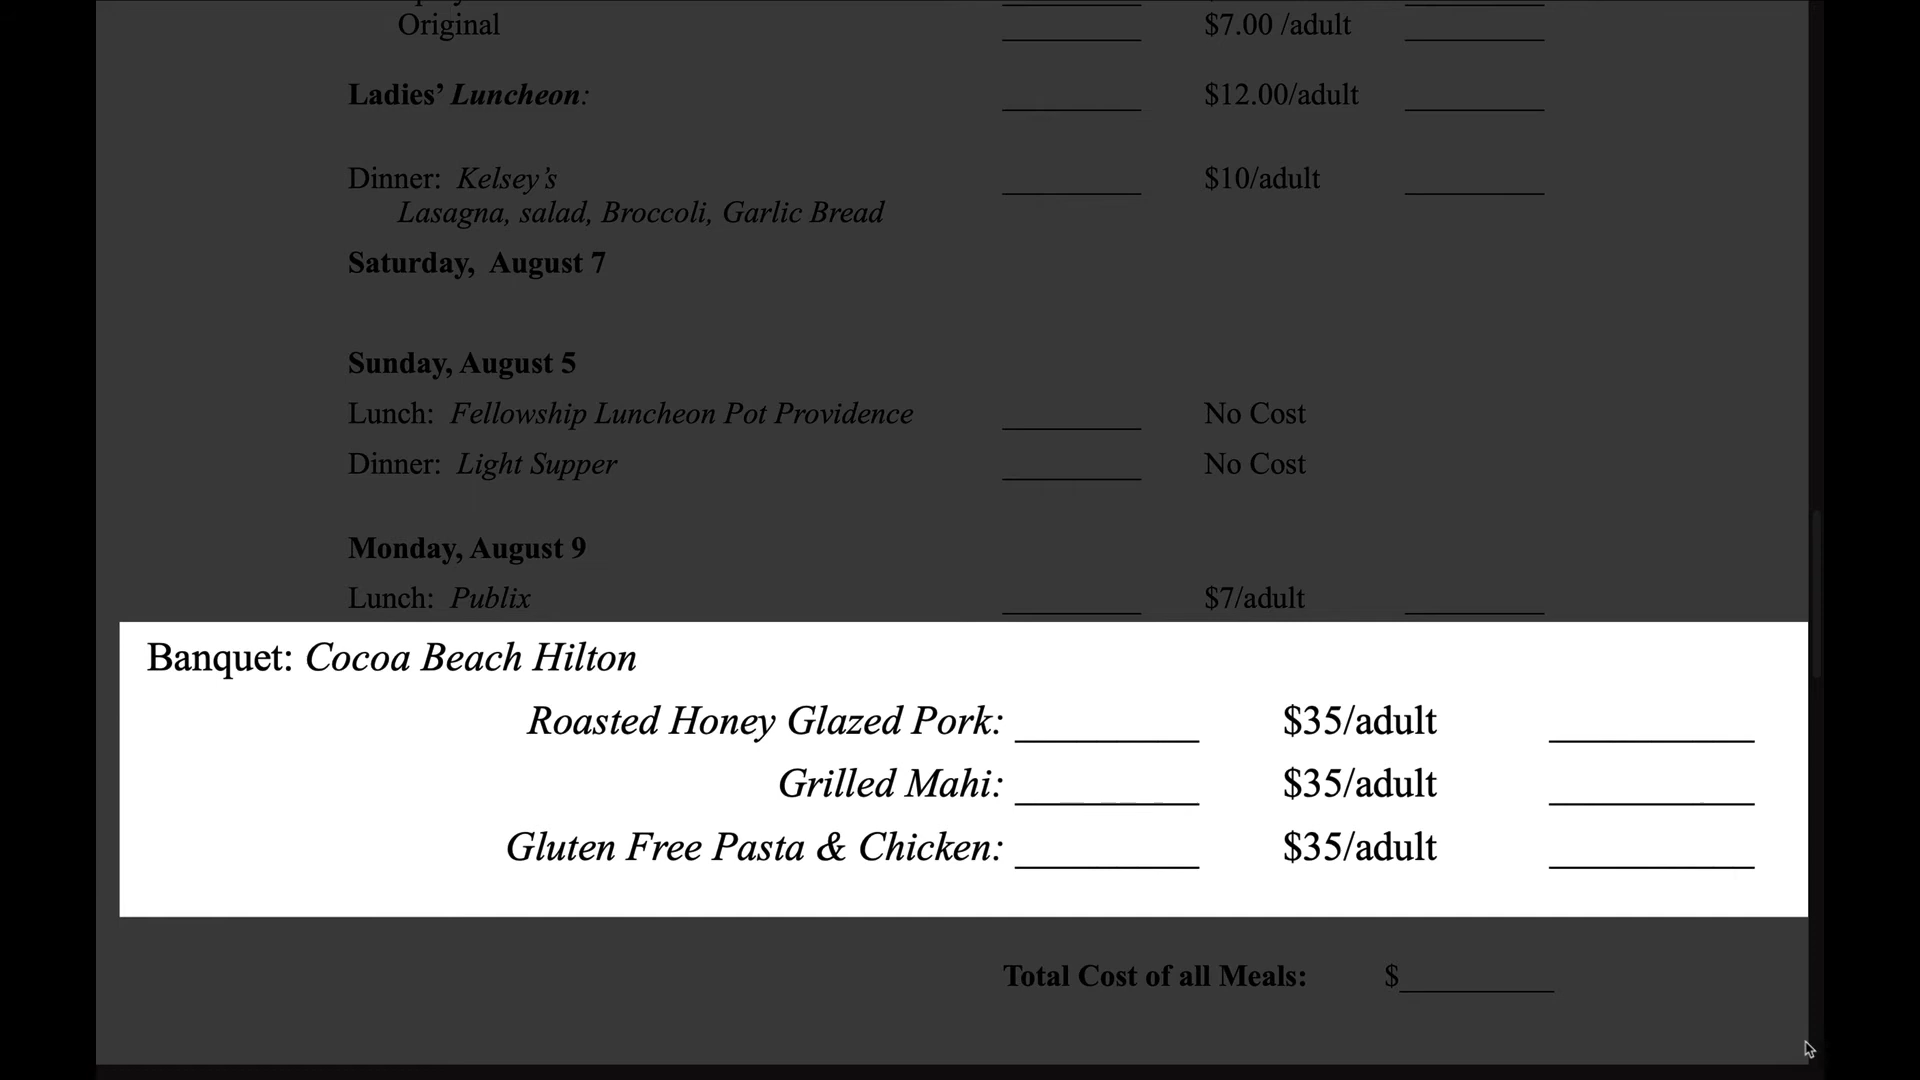 Original $7.00 /adult
Ladies’ Luncheon: $12.00/adult
Dinner: Kelsey’s $10/adult
Lasagna, salad, Broccoli, Garlic Bread
Saturday, August 7
Sunday, August 5
Lunch: Fellowship Luncheon Pot Providence No Cost
Dinner: Light Supper No Cost
Monday, August 9
Lunch: Publix $7/adult
Banquet: Cocoa Beach Hilton
Roasted Honey Glazed Pork: $35/adult
Grilled Mahi: $35/adult
Gluten Free Pasta & Chicken: $35/adult
Total Cost of all Meals: $